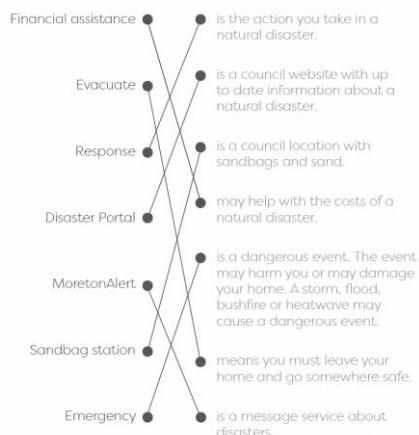 Financial assistance
is the action you take in a
natural disaster.
Evacuate
is a council website with up
to date information about a
natural disaster.
Response
is a council location with
sandbags and sand.
Disaster Portal
may help with the costs of a
natural disaster.
MoretonAlert
is a dangerous event. The event
may harm you or may damage
your home. A storm, flood,
bushfire or heatwave may
cause a dangerous event.
Sandbag station
means you must leave your
home and go somewhere safe.
Emergency
is a message service about
disasters.